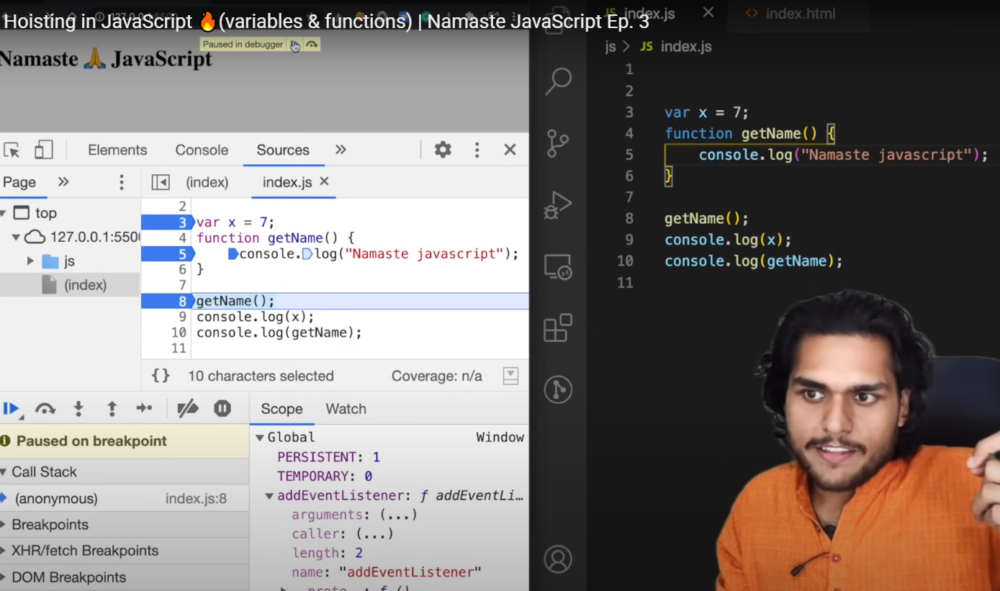 Hoisting in JavaScript 🔥(variables & functions) | Namaste JavaScript Ep. 3
Paused in debugger
Namaste 🙏 JavaScript
Elements Console Sources »
Page »
(index) index.js ×
top
127.0.0.1:550
js
(index)
2
3 var x = 7;
4 function getName() {
5 console.log("Namaste javascript");
6 }
7
8 getName();
9 console.log(x);
10 console.log(getName);
11
{} 10 characters selected Coverage: n/a
Paused on breakpoint
Call Stack
(anonymous) index.js:8
Breakpoints
XHR/fetch Breakpoints
DOM Breakpoints
Scope Watch
Global Window
PERSISTENT: 1
TEMPORARY: 0
addEventListener: ƒ addEventLi…
arguments: (...)
caller: (...)
length: 2
name: "addEventListener"
JS index.js × <> index.html
js > JS index.js
1
2
3 var x = 7;
4 function getName() {
5 console.log("Namaste javascript");
6 }
7
8 getName();
9 console.log(x);
10 console.log(getName);
11